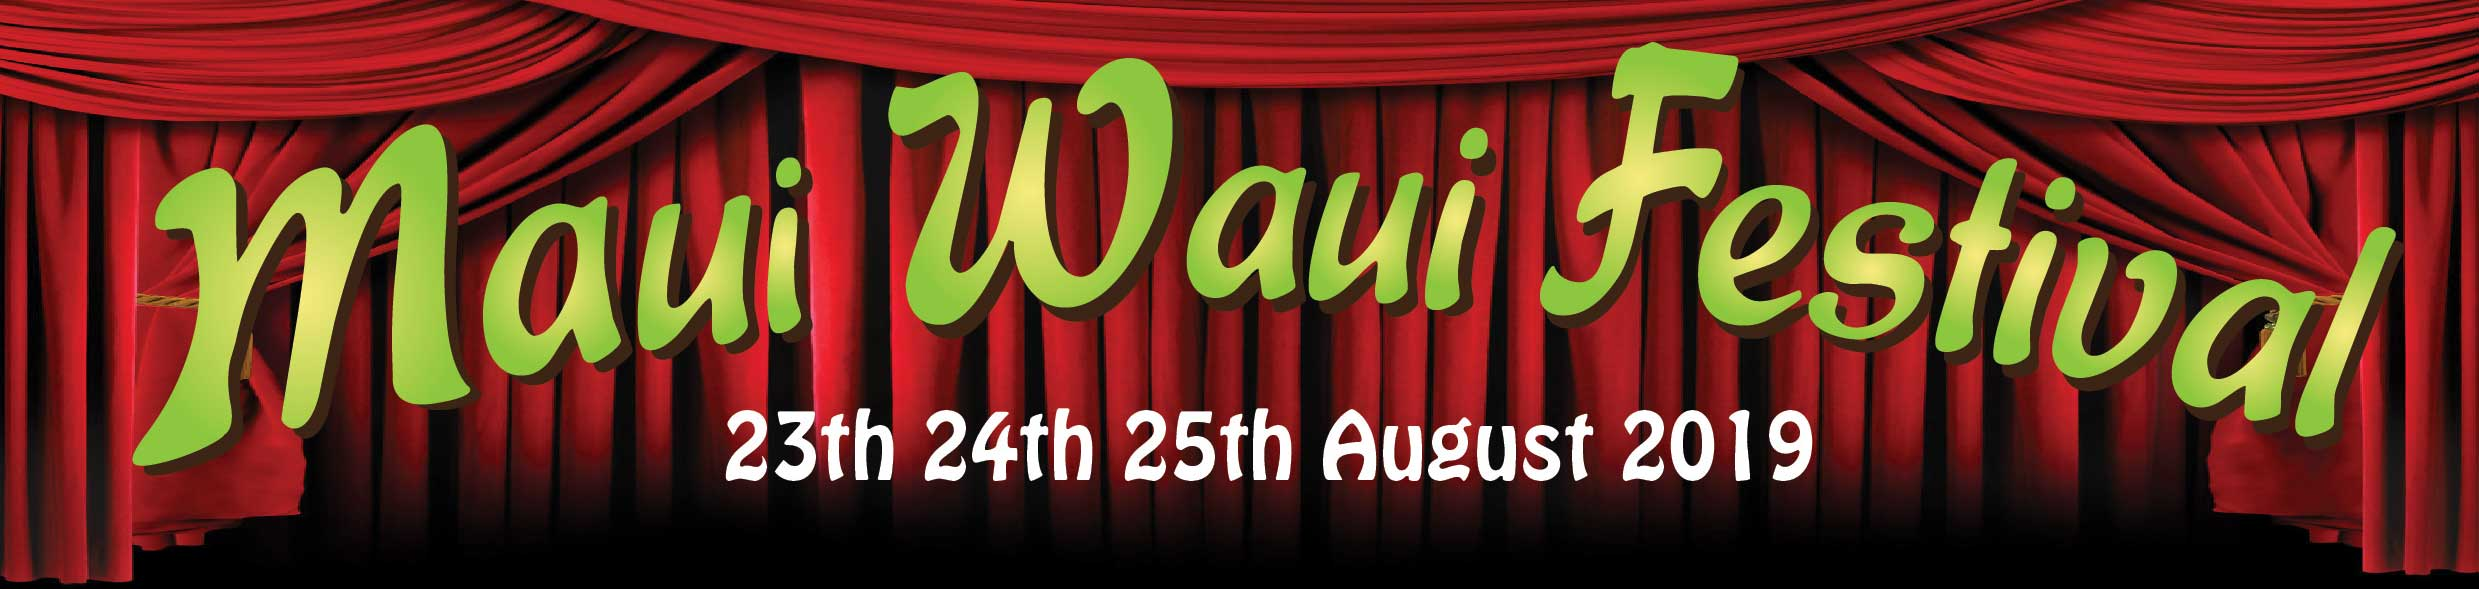 Maui Waui Festival
23th 24th 25th August 2019